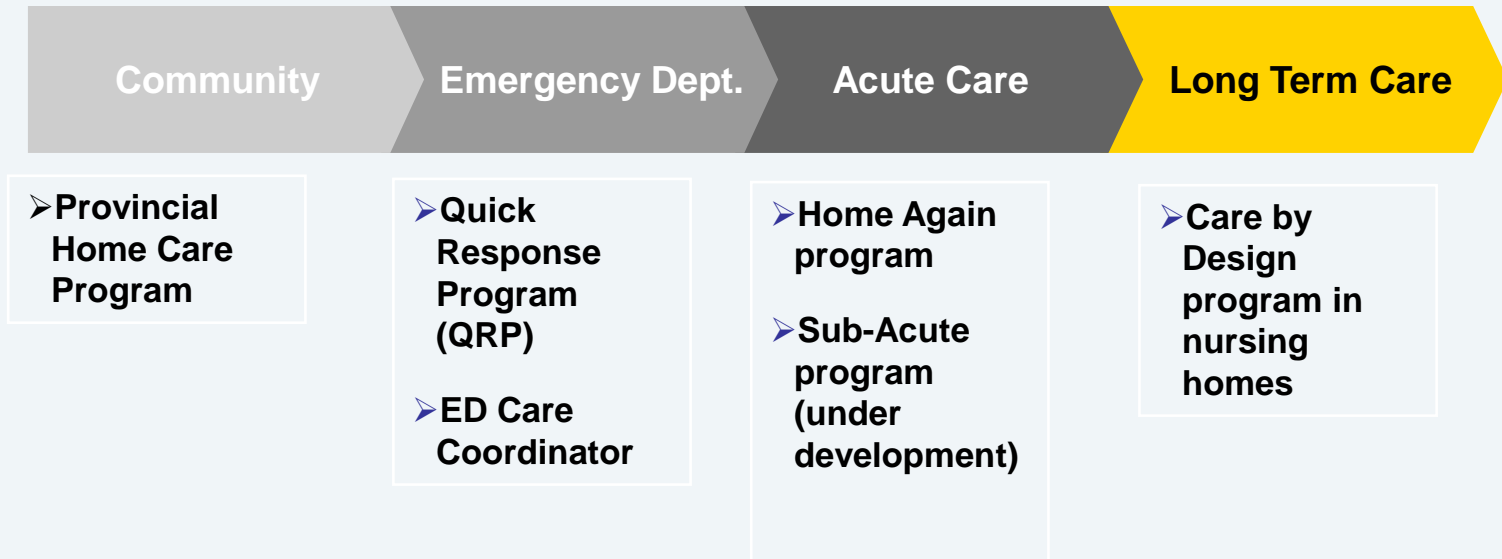 Community
Emergency Dept.
Acute Care
Long Term Care
➢Provincial
Home Care
Program
➢Quick
Response
Program
(QRP)
➢ED Care
Coordinator
➢Home Again
program
➢Sub-Acute
program
(under
development)
➢Care by
Design
program in
nursing
homes